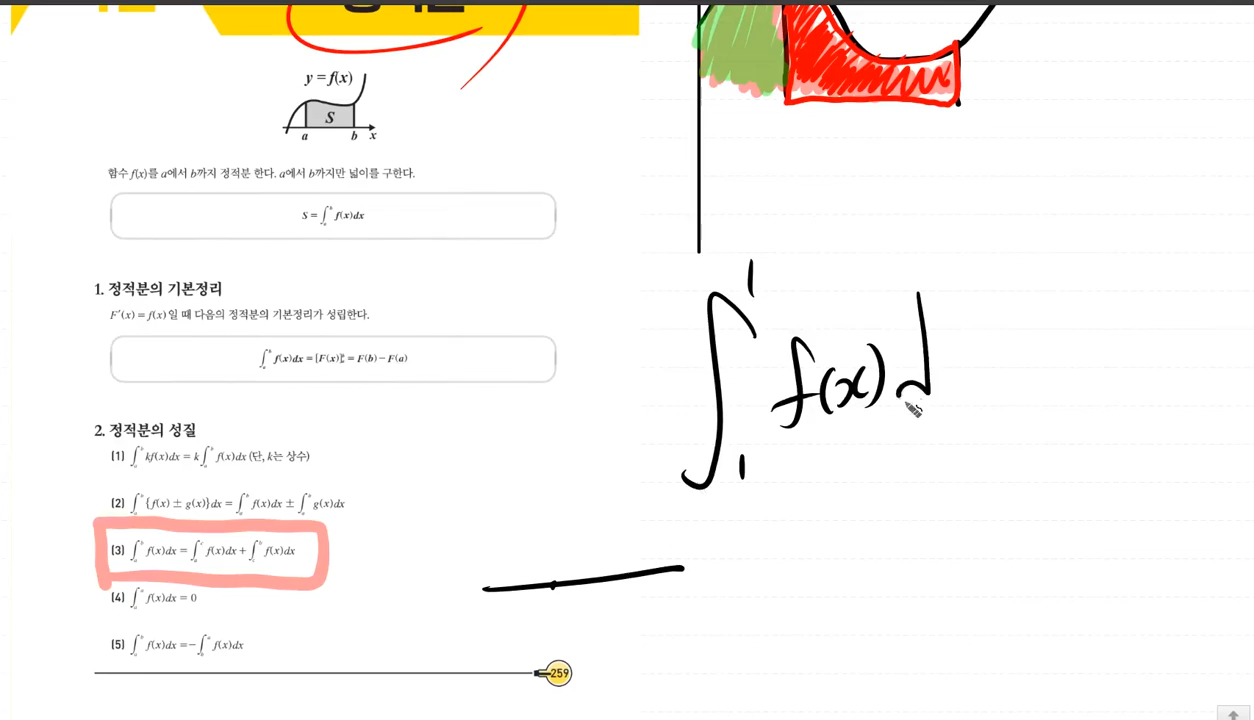 y = f(x)
S
a b x
함수 f(x)를 a에서 b까지 정적분 한다. a에서 b까지만 넓이를 구한다.
S = ∫_a^b f(x)dx
1. 정적분의 기본정리
F′(x) = f(x)일 때 다음의 정적분의 기본정리가 성립한다.
∫_a^b f(x)dx = [F(x)]_a^b = F(b) − F(a)
2. 정적분의 성질
(1) ∫_a^b kf(x)dx = k∫_a^b f(x)dx (단, k는 상수)
(2) ∫_a^b {f(x) ± g(x)}dx = ∫_a^b f(x)dx ± ∫_a^b g(x)dx
(3) ∫_a^b f(x)dx = ∫_a^c f(x)dx + ∫_c^b f(x)dx
(4) ∫_a^a f(x)dx = 0
(5) ∫_a^b f(x)dx = −∫_b^a f(x)dx
259
∫_1^1 f(x)d